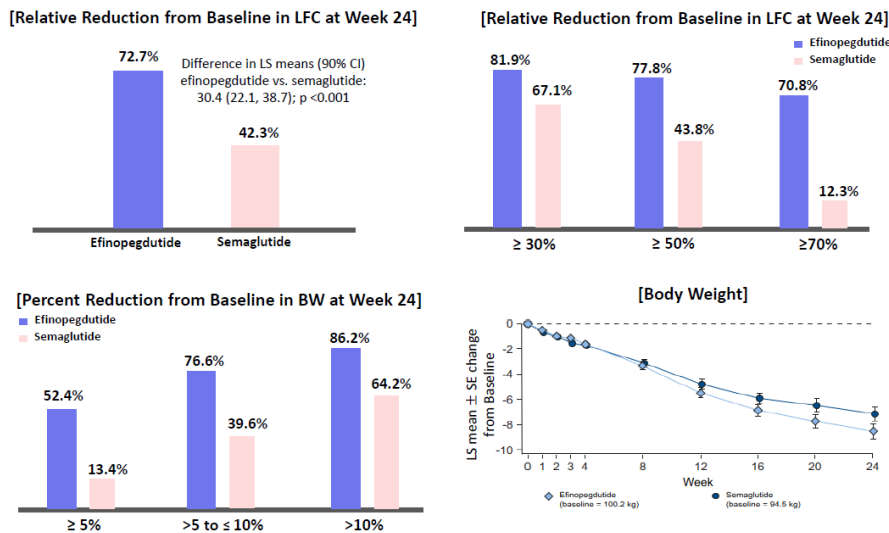 [Relative Reduction from Baseline in LFC at Week 24]
72.7%
Difference in LS means (90% CI)
efinopegdutide vs. semaglutide:
30.4 (22.1, 38.7); p <0.001
42.3%
Efinopegdutide
Semaglutide
[Relative Reduction from Baseline in LFC at Week 24]
Efinopegdutide
Semaglutide
81.9%
67.1%
77.8%
43.8%
70.8%
12.3%
≥ 30%
≥ 50%
≥70%
[Percent Reduction from Baseline in BW at Week 24]
Efinopegdutide
Semaglutide
52.4%
13.4%
76.6%
39.6%
86.2%
64.2%
≥ 5%
>5 to ≤ 10%
>10%
[Body Weight]
LS mean ± SE change
from Baseline
0
-2
-4
-6
-8
-10
0 1 2 3 4 8 12 16 20 24
Week
Efinopegdutide
(baseline = 100.2 kg)
Semaglutide
(baseline = 94.6 kg)